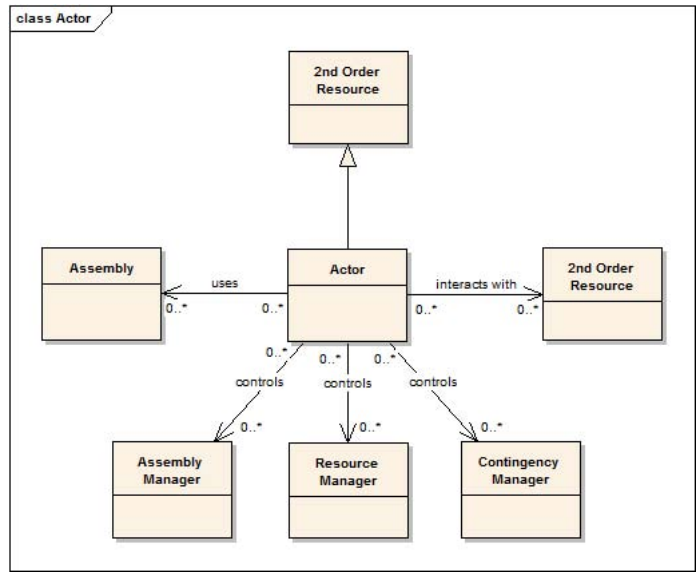 class Actor
2nd Order
Resource
Assembly
uses
0..*
0..*
Actor
interacts with
0..*
0..*
2nd Order
Resource
0..*
0..*
0..*
controls
controls
controls
0..*
0..*
0..*
Assembly
Manager
Resource
Manager
Contingency
Manager